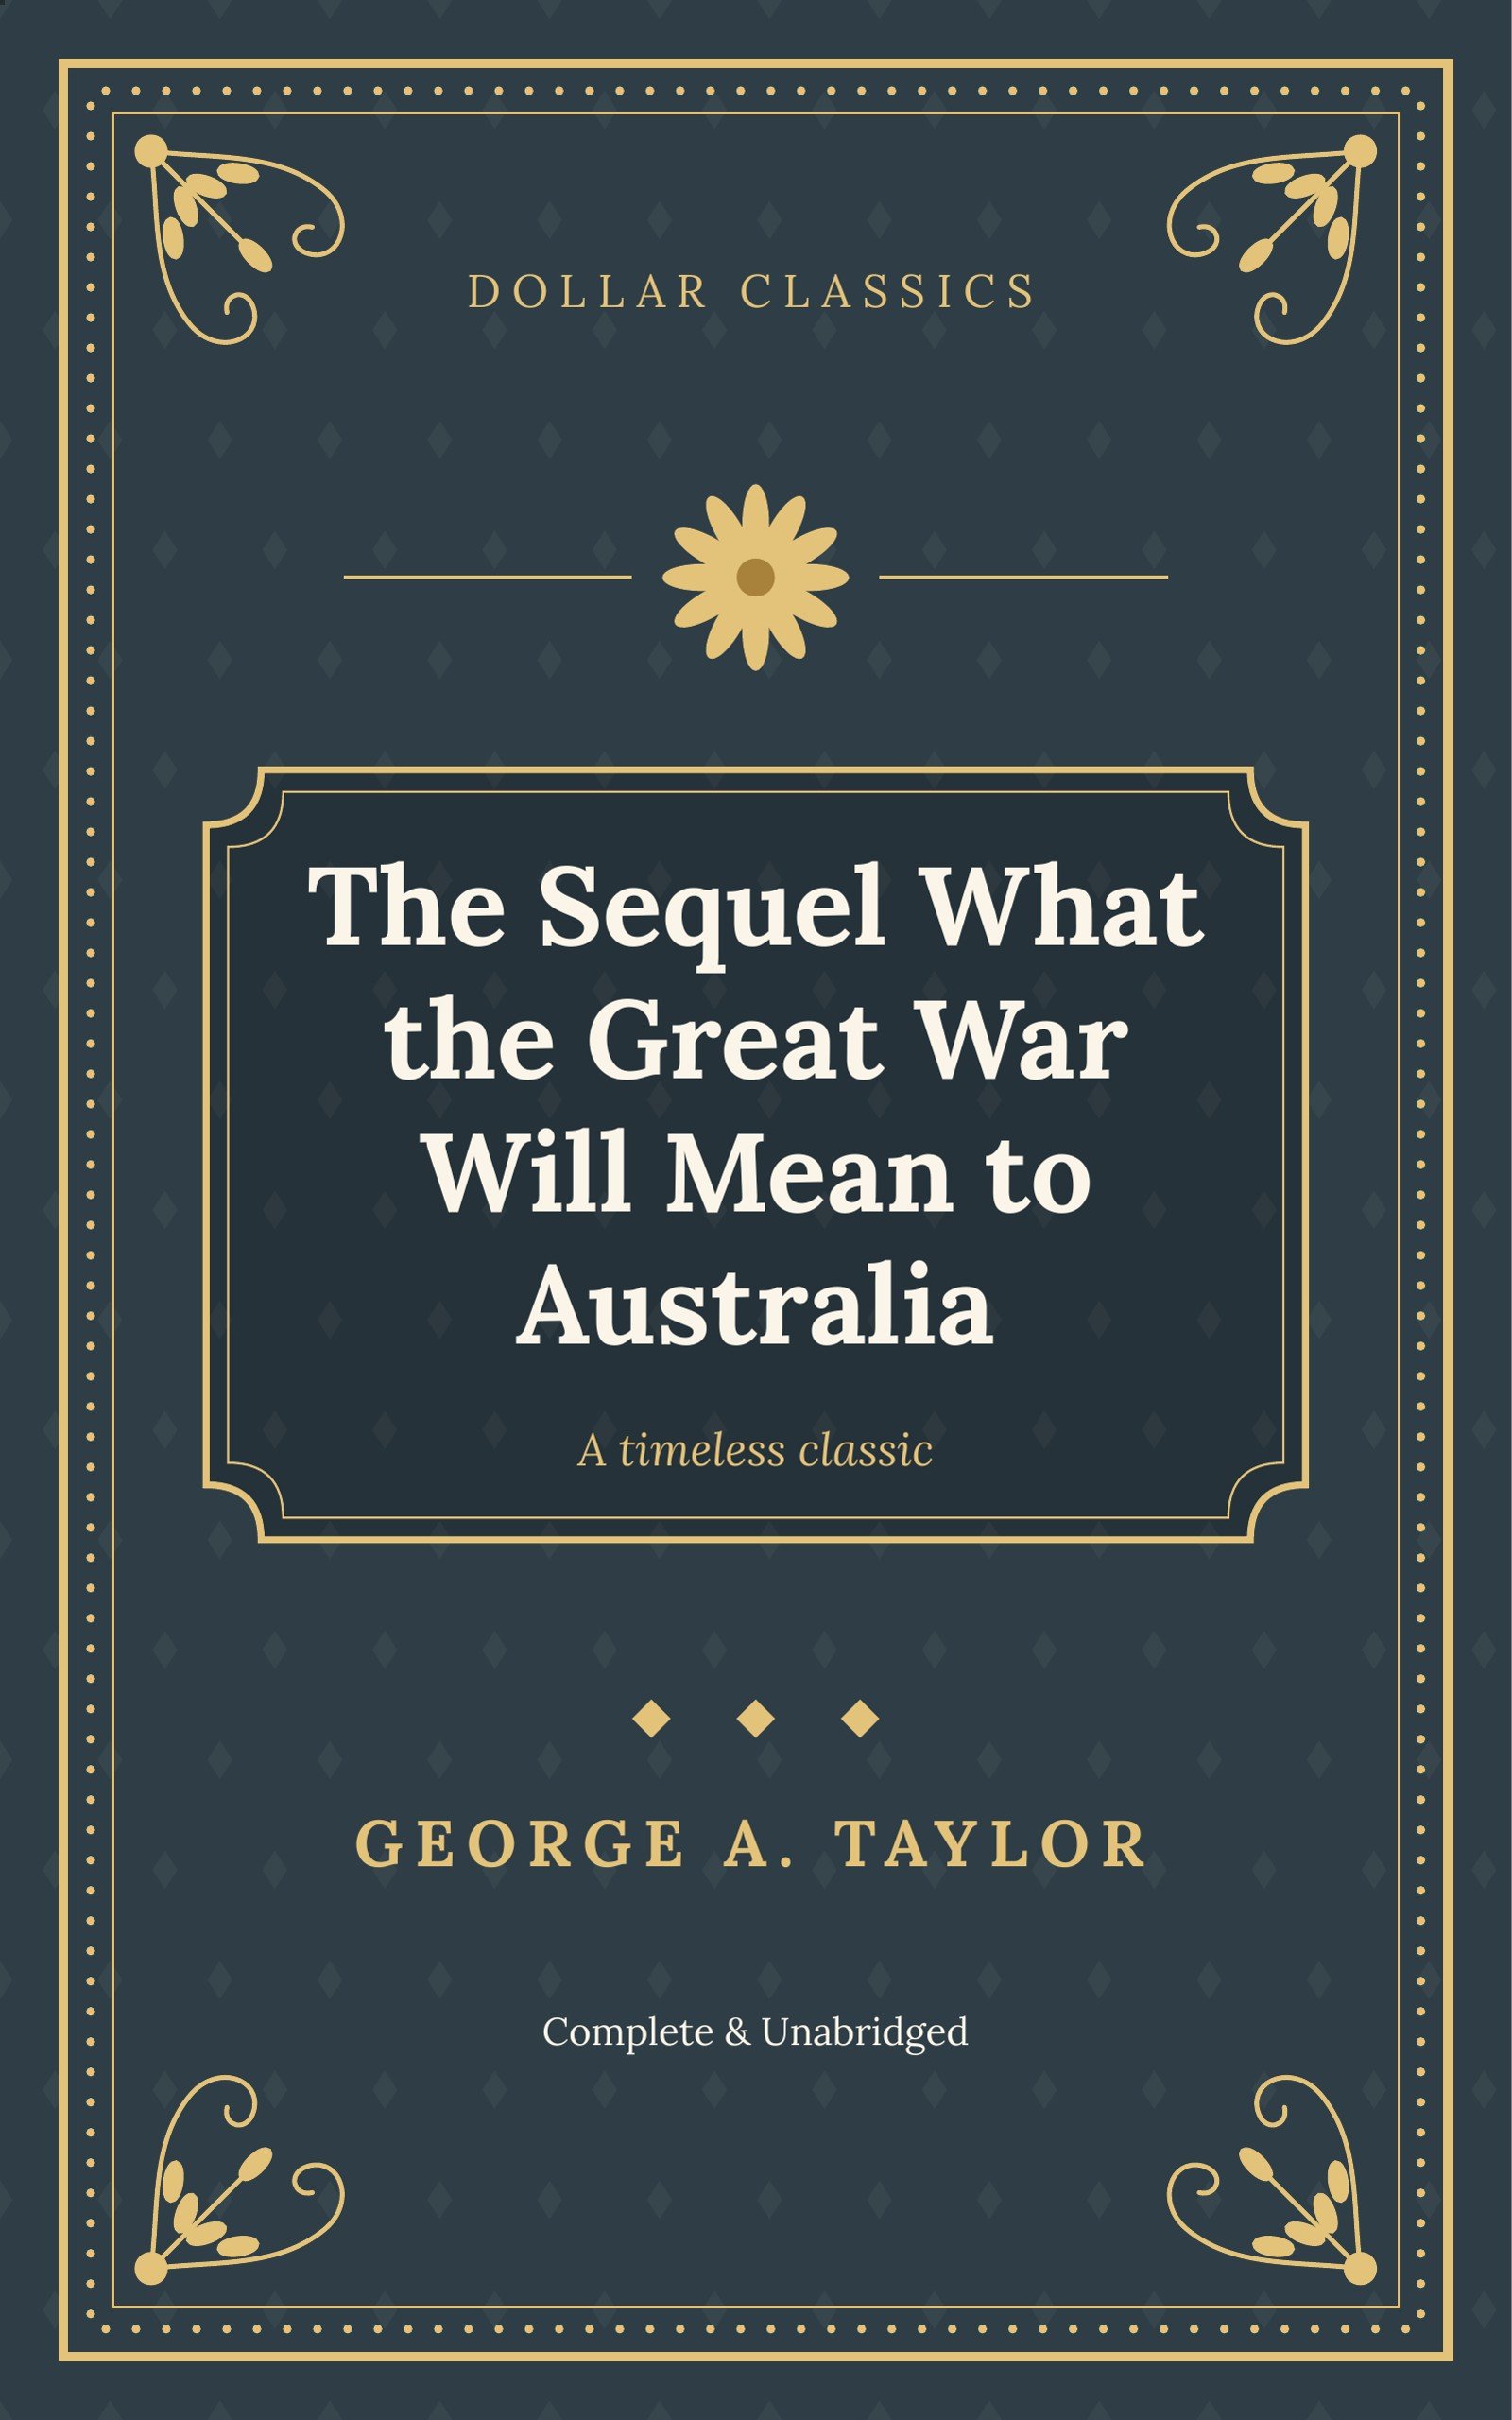 DOLLAR CLASSICS
The Sequel What
the Great War
Will Mean to
Australia
A timeless classic
GEORGE A. TAYLOR
Complete & Unabridged